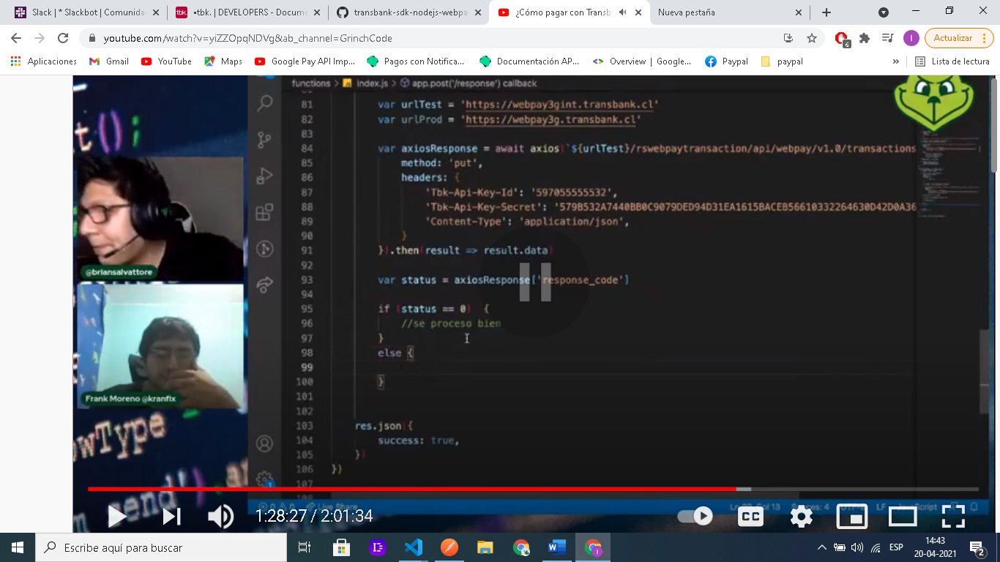 Slack | * Slackbot | Comunida
•tbk. | DEVELOPERS - Docume
transbank-sdk-nodejs-webpa
¿Cómo pagar con Transb
Nueva pestaña
youtube.com/watch?v=yiZZOpqNDVg&ab_channel=GrinchCode
6
I
Actualizar
Aplicaciones
Gmail
YouTube
Maps
Google Pay API Imp...
Pagar con Notifica...
Documentación AP...
Overview | Google...
Paypal
paypal
»
Lista de lectura
functions > index.js > app.post('/response') callback
81 var urlTest = 'https://webpay3gint.transbank.cl'
82 var urlProd = 'https://webpay3g.transbank.cl'
83
84 var axiosResponse = await axios(`${urlTest}/rswebpaytransaction/api/webpay/v1.0/transactions
85 method: 'put',
86 headers: {
87 'Tbk-Api-Key-Id': '597055555532',
88 'Tbk-Api-Key-Secret': '579B532A7440BB0C9079DED94D31EA1615BACEB56610332264630D42D0A36
89 'Content-Type': 'application/json',
90 }
91 }).then(result => result.data)
92
93 var status = axiosResponse['response_code']
94
95 if (status == 0) {
96 //se proceso bien
97 }
98 else {
99
100 }
101
102
103 res.json({
104 success: true,
105 })
106 })
107
108
@briansalvattore
Frank Moreno @kranfix
Live Share
1:28:27 / 2:01:34
CC
Escribe aquí para buscar
ESP
14:43
20-04-2021
2